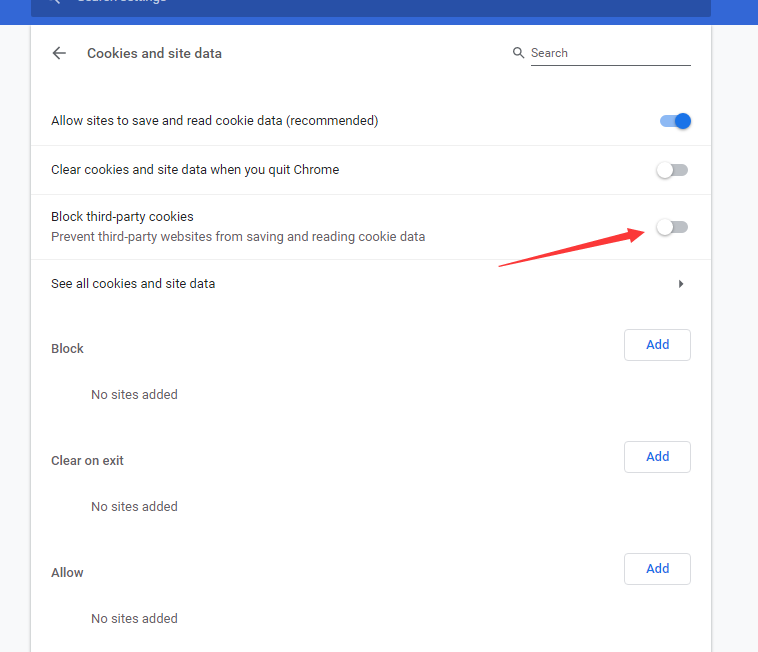 Search settings
Cookies and site data
Search
Allow sites to save and read cookie data (recommended)
Clear cookies and site data when you quit Chrome
Block third-party cookies
Prevent third-party websites from saving and reading cookie data
See all cookies and site data
Block
Add
No sites added
Clear on exit
Add
No sites added
Allow
Add
No sites added